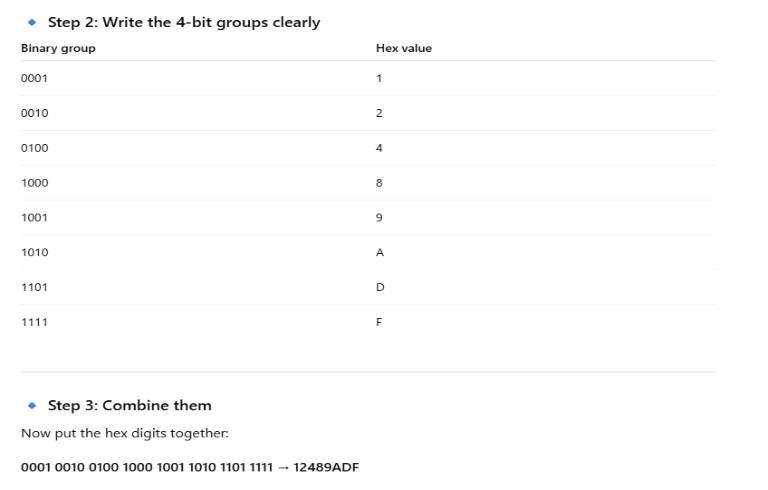 Step 2: Write the 4-bit groups clearly
Binary group Hex value
0001 1
0010 2
0100 4
1000 8
1001 9
1010 A
1101 D
1111 F
Step 3: Combine them
Now put the hex digits together:
0001 0010 0100 1000 1001 1010 1101 1111 → 12489ADF